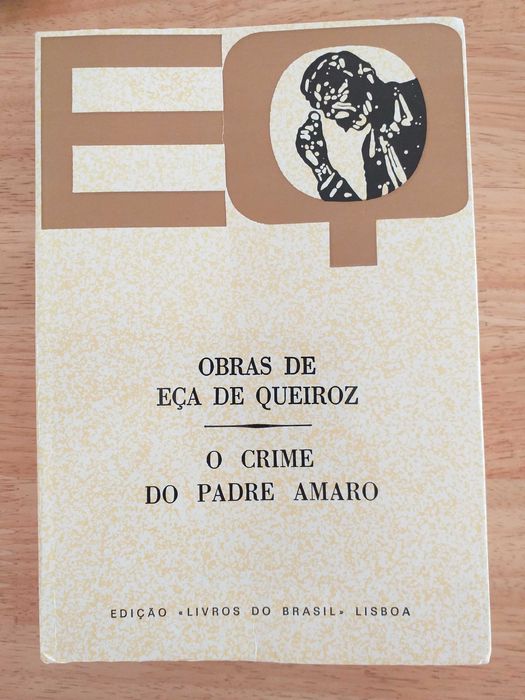 EQ
OBRAS DE
EÇA DE QUEIROZ
O CRIME
DO PADRE AMARO
EDIÇÃO «LIVROS DO BRASIL» LISBOA